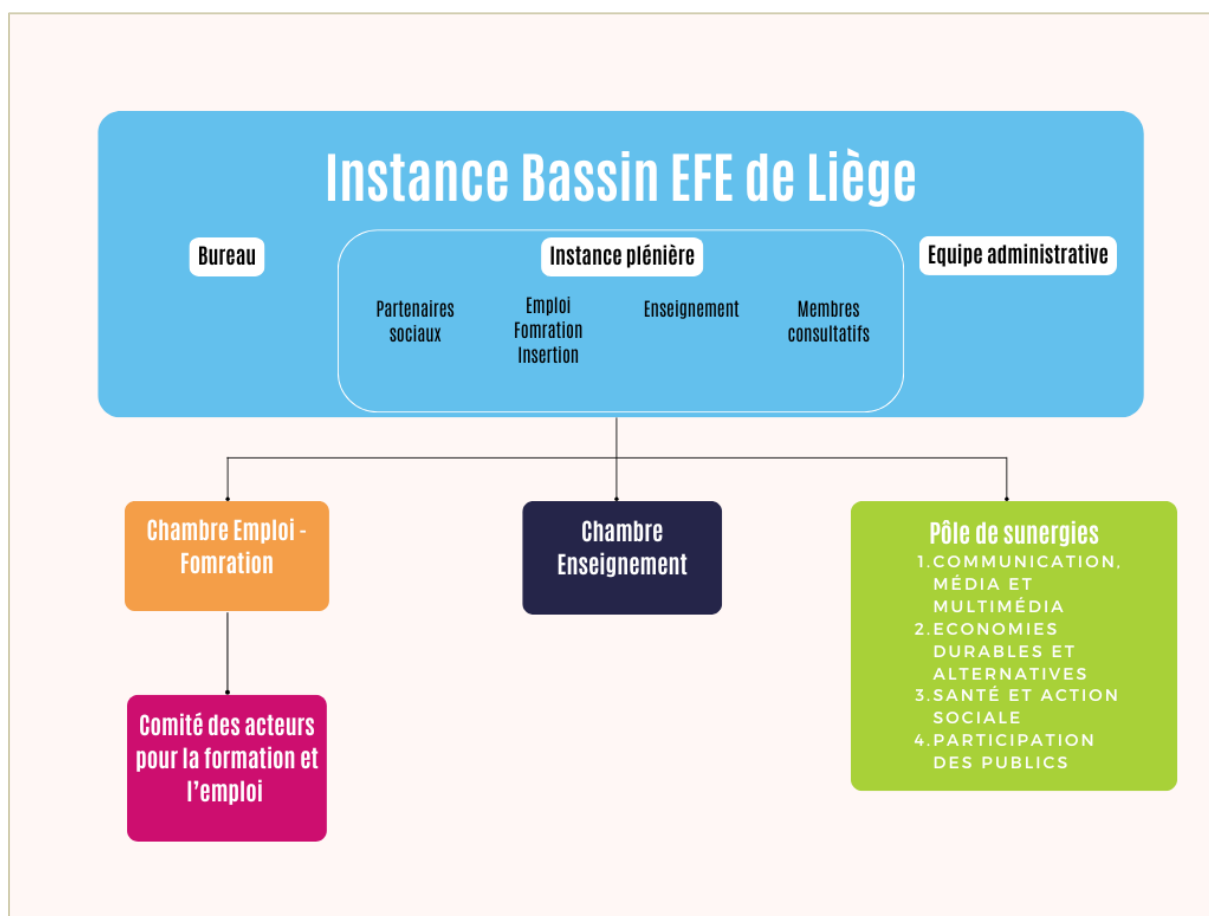 Instance Bassin EFE de Liège
Bureau
Instance plénière
Equipe administrative
Partenaires
sociaux
Emploi
Fomration
Insertion
Enseignement
Membres
consultatifs
Chambre Emploi -
Fomration
Chambre
Enseignement
Pôle de sunergies
1. COMMUNICATION,
MÉDIA ET
MULTIMÉDIA
2. ECONOMIES
DURABLES ET
ALTERNATIVES
3. SANTÉ ET ACTION
SOCIALE
4. PARTICIPATION
DES PUBLICS
Comité des acteurs
pour la formation et
l’emploi